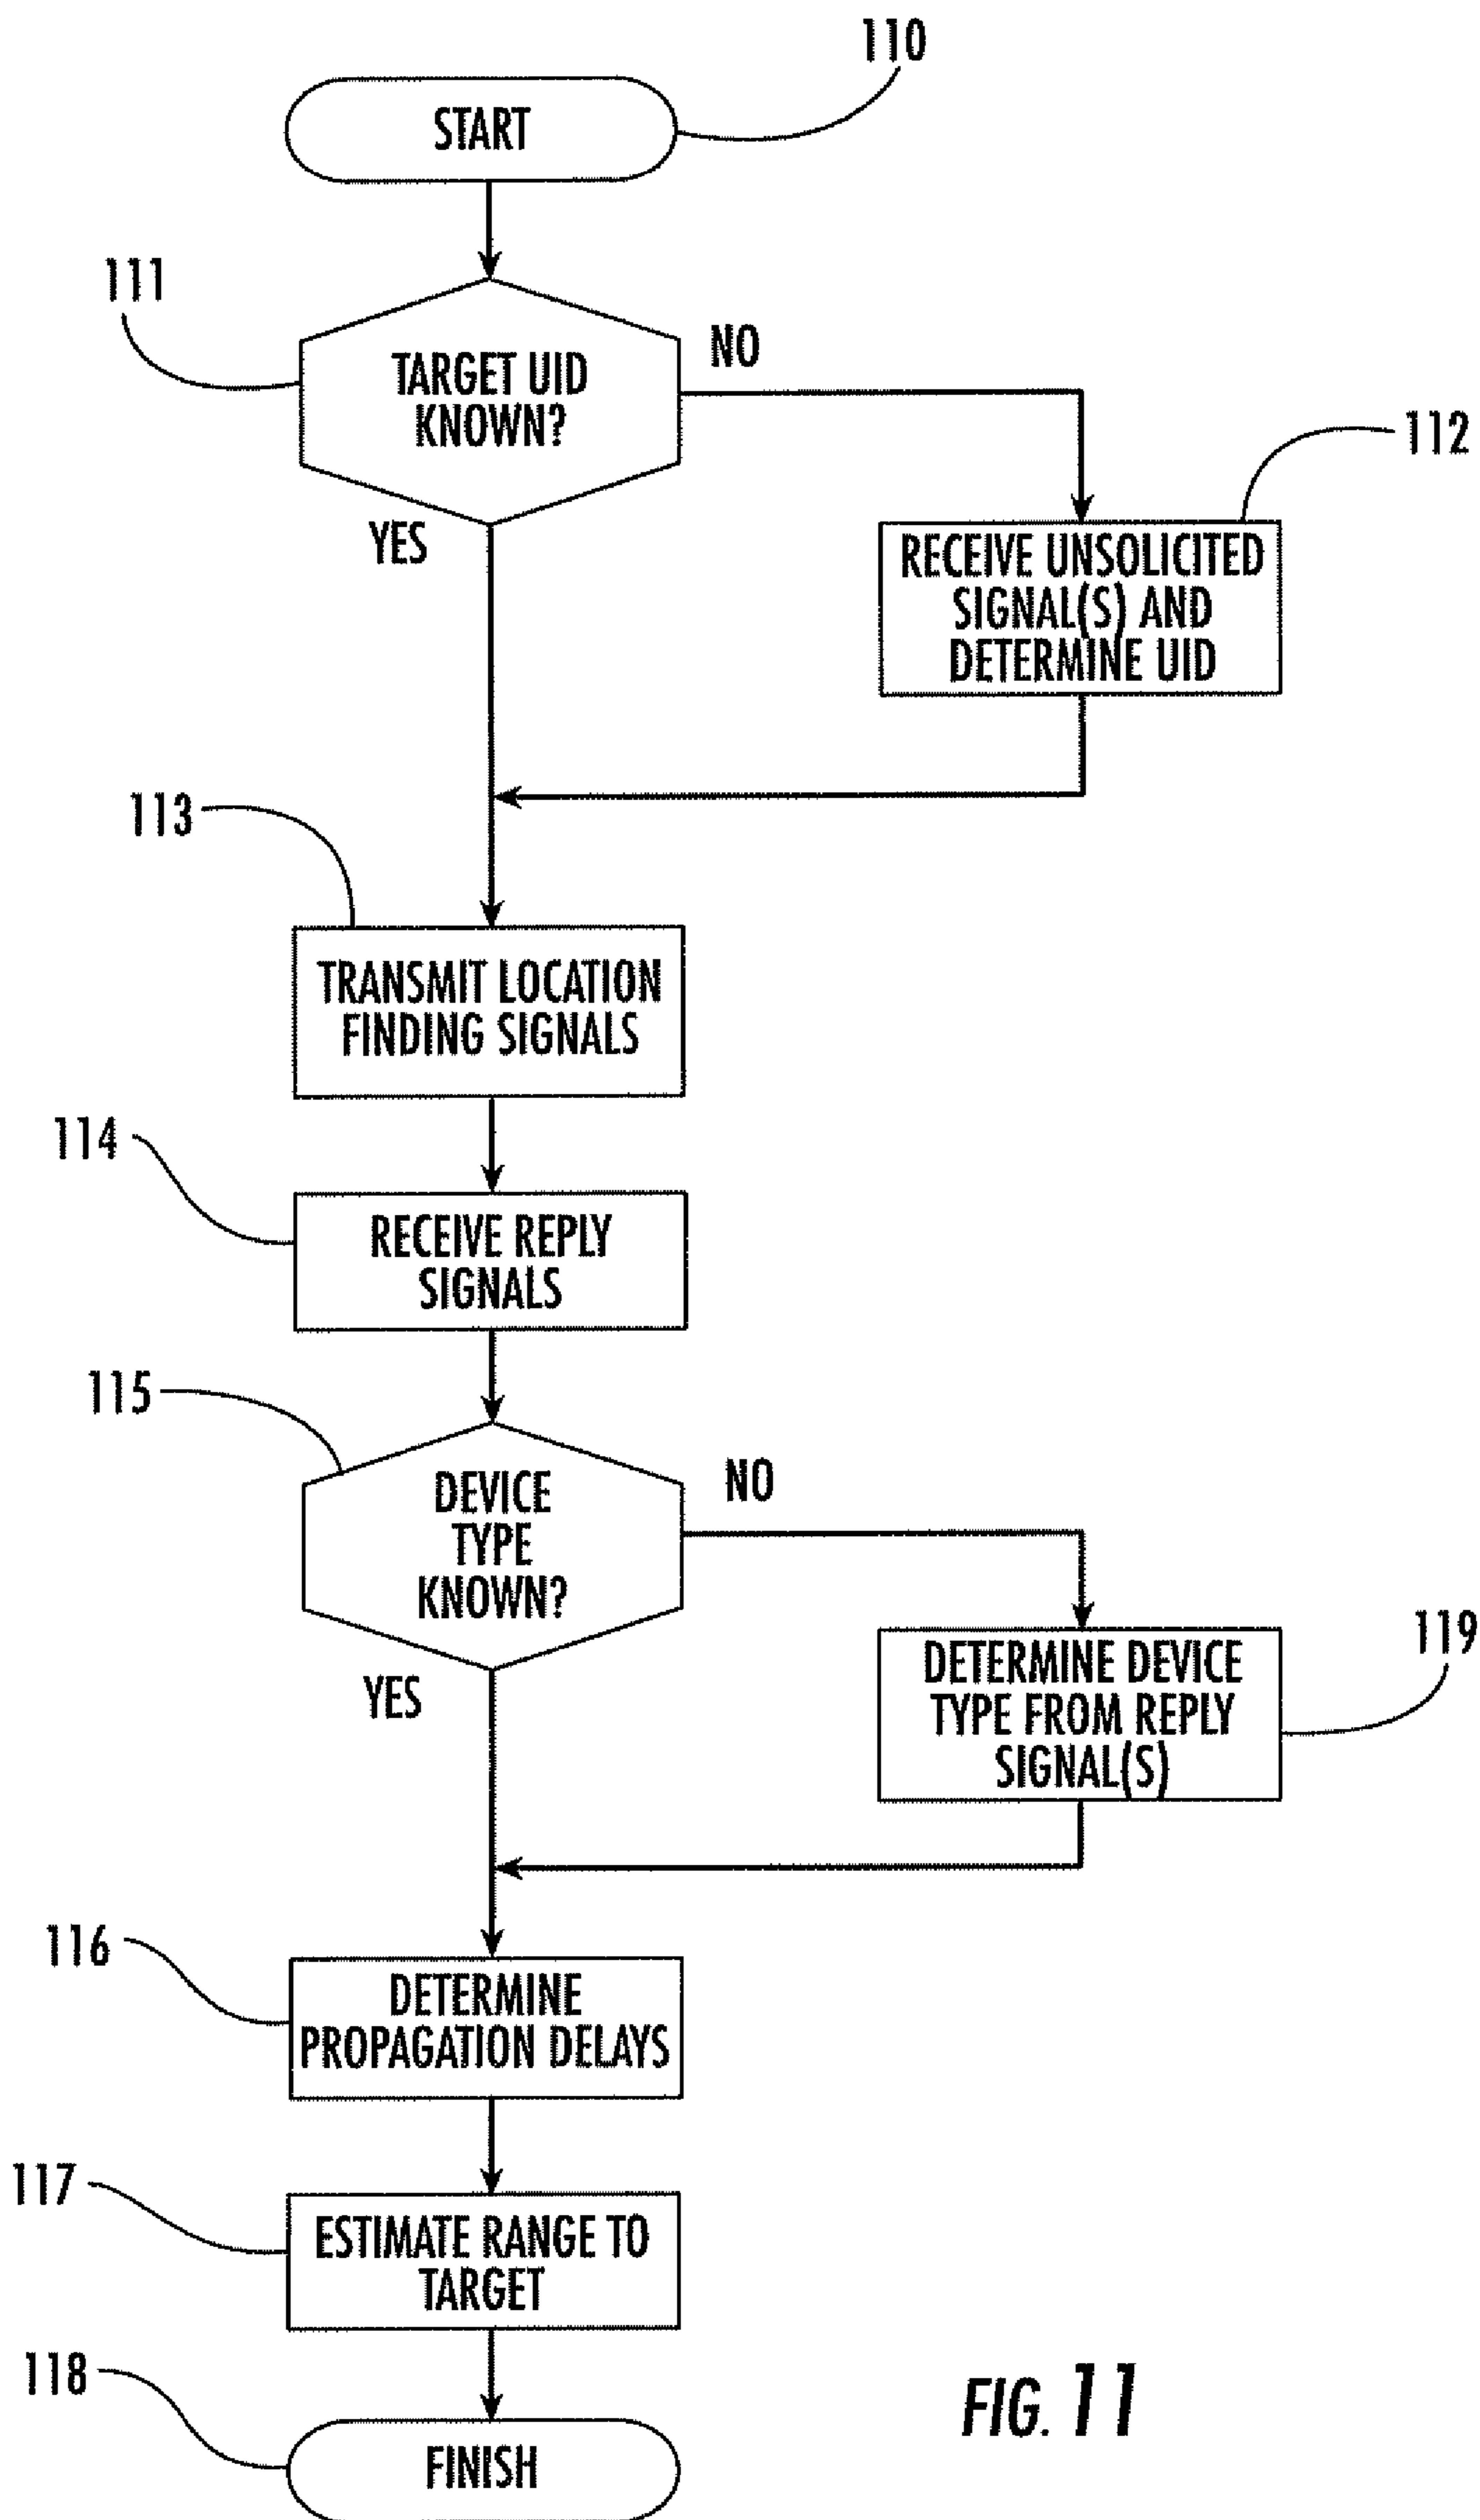 110
START
111
TARGET UID
KNOWN?
NO
YES
112
RECEIVE UNSOLICITED
SIGNAL(S) AND
DETERMINE UID
113
TRANSMIT LOCATION
FINDING SIGNALS
114
RECEIVE REPLY
SIGNALS
115
DEVICE
TYPE
KNOWN?
NO
YES
119
DETERMINE DEVICE
TYPE FROM REPLY
SIGNAL(S)
116
DETERMINE
PROPAGATION DELAYS
117
ESTIMATE RANGE TO
TARGET
118
FINISH
FIG. 11